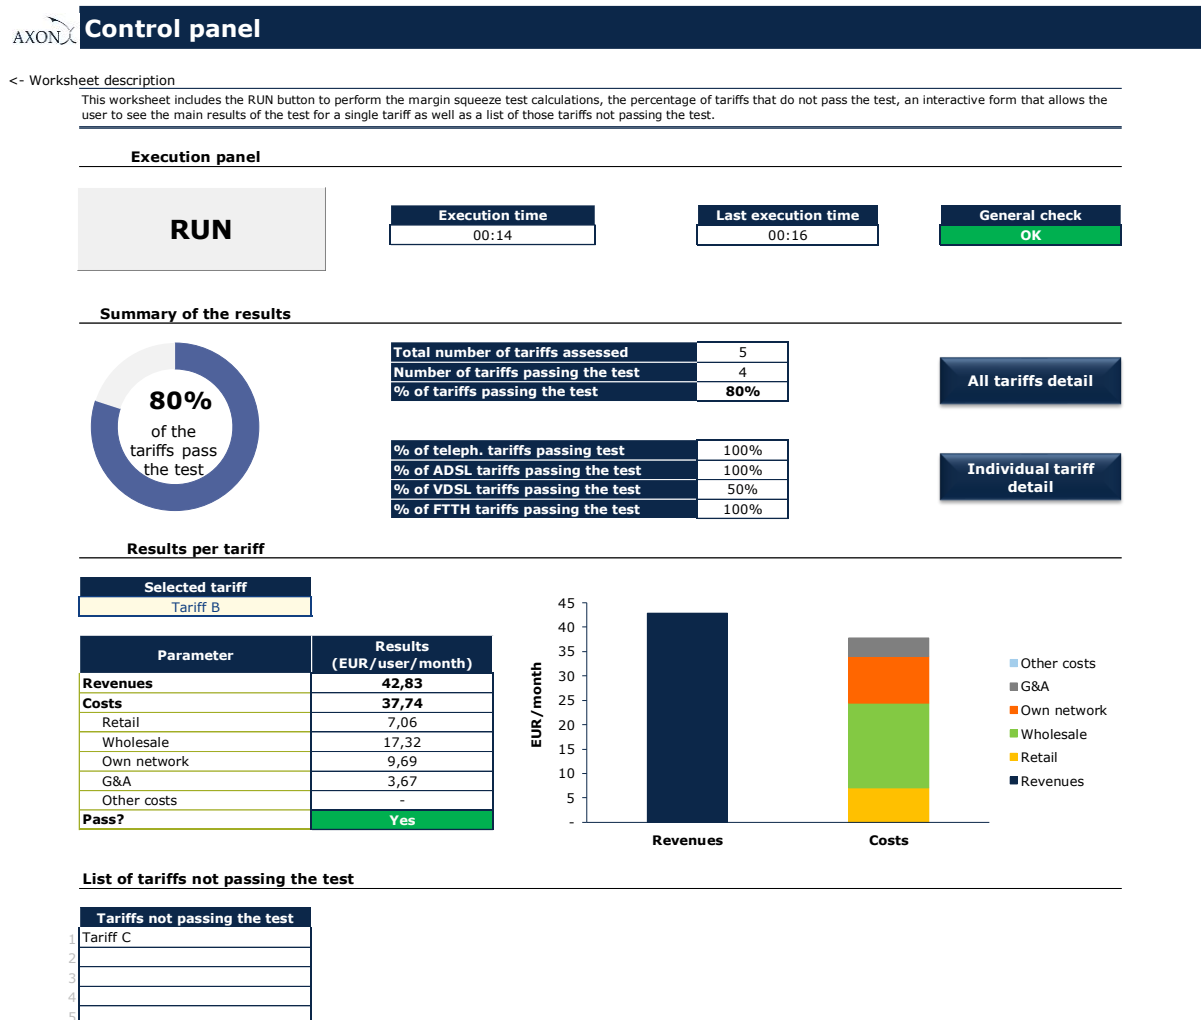 AXON
Control panel
<- Worksheet description
This worksheet includes the RUN button to perform the margin squeeze test calculations, the percentage of tariffs that do not pass the test, an interactive form that allows the
user to see the main results of the test for a single tariff as well as a list of those tariffs not passing the test.
Execution panel
RUN
Execution time
00:14
Last execution time
00:16
General check
OK
Summary of the results
80%
of the
tariffs pass
the test
Total number of tariffs assessed 5
Number of tariffs passing the test 4
% of tariffs passing the test 80%
% of teleph. tariffs passing test 100%
% of ADSL tariffs passing the test 100%
% of VDSL tariffs passing the test 50%
% of FTTH tariffs passing the test 100%
All tariffs detail
Individual tariff
detail
Results per tariff
Selected tariff
Tariff B
Parameter
Results
(EUR/user/month)
Revenues 42,83
Costs 37,74
Retail 7,06
Wholesale 17,32
Own network 9,69
G&A 3,67
Other costs -
Pass? Yes
EUR/month
45
40
35
30
25
20
15
10
5
-
Revenues
Costs
Other costs
G&A
Own network
Wholesale
Retail
Revenues
List of tariffs not passing the test
Tariffs not passing the test
1 Tariff C
2
3
4
5